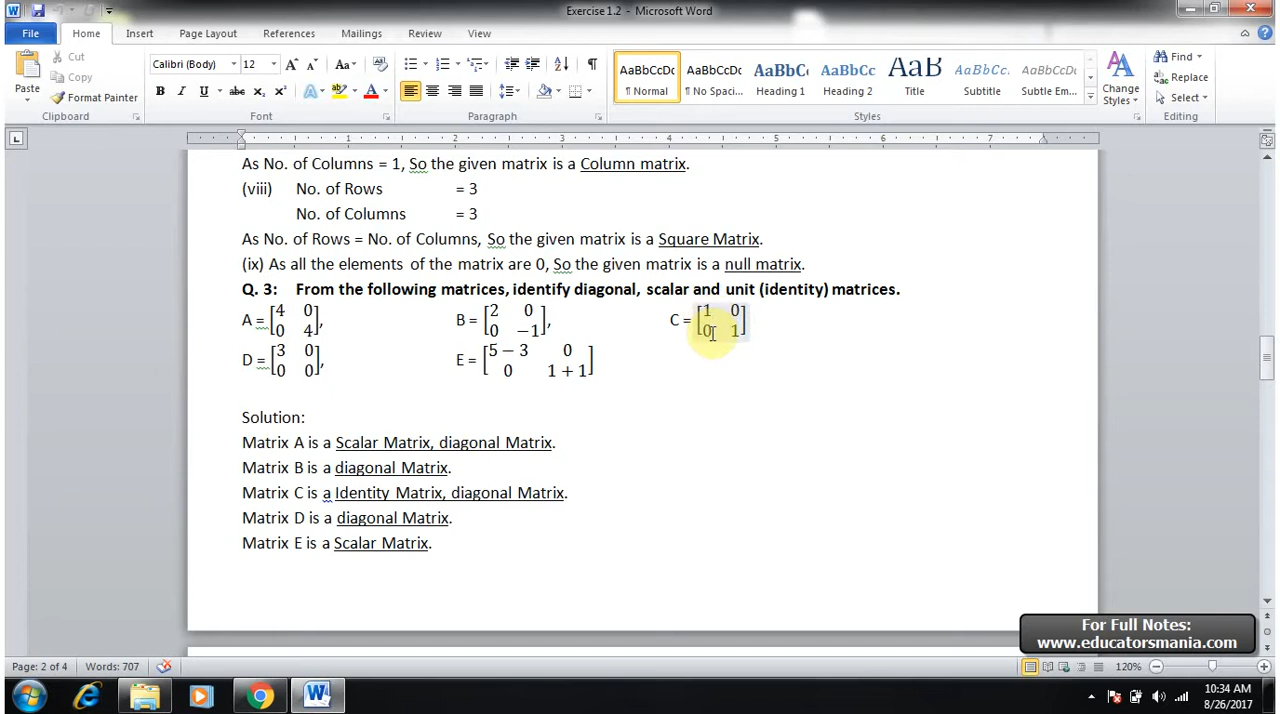 Exercise 1.2 - Microsoft Word
File Home Insert Page Layout References Mailings Review View
Cut
Copy
Format Painter
Paste
Clipboard
Calibri (Body) 12
Font
Paragraph
AaBbCcDc AaBbCcDc AaBbC AaBbCc AaB AaBbCc. AaBbCcDc
¶ Normal ¶ No Spaci... Heading 1 Heading 2 Title Subtitle Subtle Em...
Change Styles
Styles
Find
Replace
Select
Editing
1 2 3 4 5 6 7
As No. of Columns = 1, So the given matrix is a Column matrix.
(viii) No. of Rows = 3
No. of Columns = 3
As No. of Rows = No. of Columns, So the given matrix is a Square Matrix.
(ix) As all the elements of the matrix are 0, So the given matrix is a null matrix.
Q. 3: From the following matrices, identify diagonal, scalar and unit (identity) matrices.
A = [4 0 0 4], B = [2 0 0 −1], C = [1 0 0 1]
D = [3 0 0 0], E = [5 − 3 0 0 1 + 1]
Solution:
Matrix A is a Scalar Matrix, diagonal Matrix.
Matrix B is a diagonal Matrix.
Matrix C is a Identity Matrix, diagonal Matrix.
Matrix D is a diagonal Matrix.
Matrix E is a Scalar Matrix.
For Full Notes:
www.educatorsmania.com
Page: 2 of 4 Words: 707 120%
10:34 AM
8/26/2017